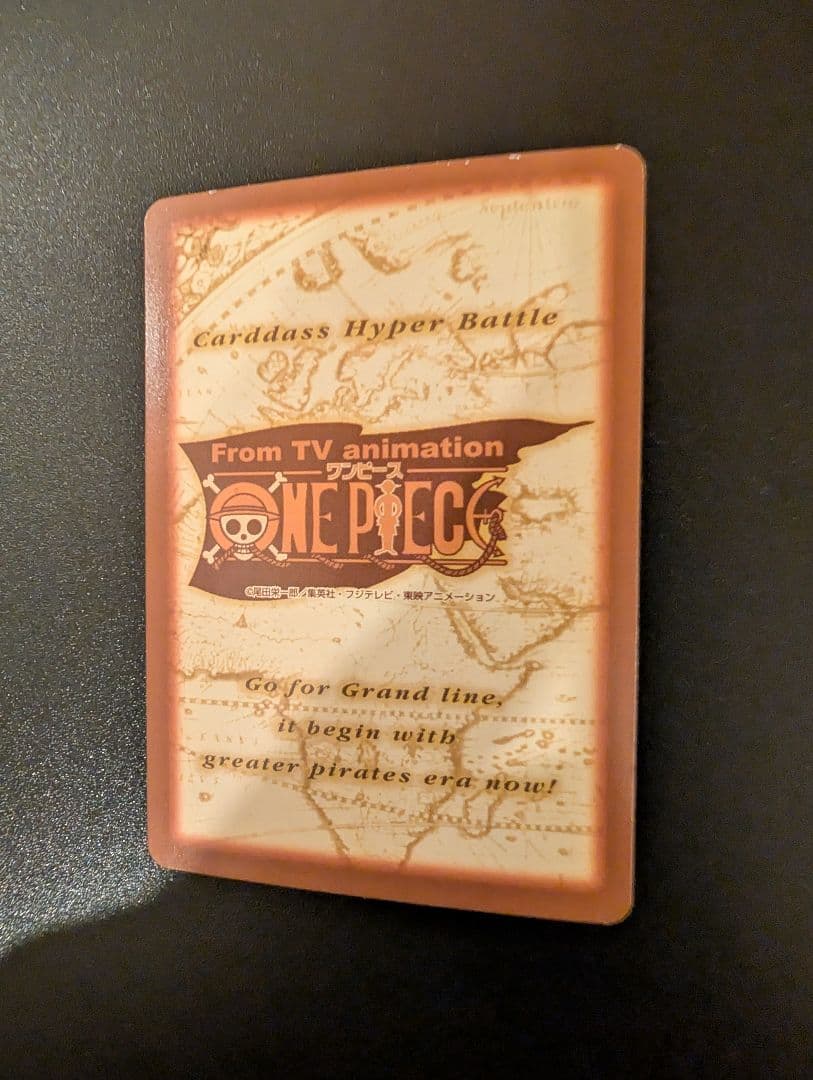 Septentrio
Carddass Hyper Battle
From TV animation
ワンピース
ONE PIECE
©尾田栄一郎／集英社・フジテレビ・東映アニメーション
Go for Grand line,
it begin with
greater pirates era now!